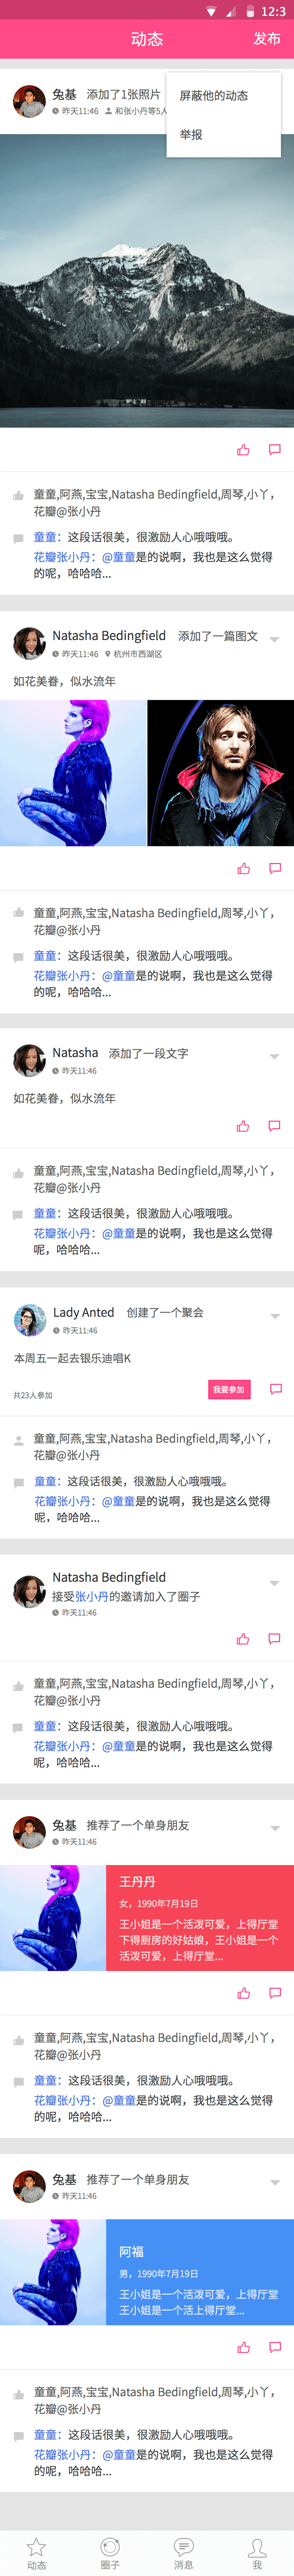 12:3
动态 发布
兔基 添加了1张照片
昨天11:46 和张小丹等5人
屏蔽他的动态
举报
童童,阿燕,宝宝,Natasha Bedingfield,周琴,小丫,
花瓣@张小丹
童童：这段话很美，很激励人心哦哦哦。
花瓣张小丹：@童童是的说啊，我也是这么觉得
的呢，哈哈哈...
Natasha Bedingfield 添加了一篇图文
昨天11:46 杭州市西湖区
如花美眷，似水流年
童童,阿燕,宝宝,Natasha Bedingfield,周琴,小丫,
花瓣@张小丹
童童：这段话很美，很激励人心哦哦哦。
花瓣张小丹：@童童是的说啊，我也是这么觉得
的呢，哈哈哈...
Natasha 添加了一段文字
昨天11:46
如花美眷，似水流年
童童,阿燕,宝宝,Natasha Bedingfield,周琴,小丫,
花瓣@张小丹
童童：这段话很美，很激励人心哦哦哦。
花瓣张小丹：@童童是的说啊，我也是这么觉得
呢，哈哈哈...
Lady Anted 创建了一个聚会
昨天11:46
本周五一起去银乐迪唱K
共23人参加 我要参加
童童,阿燕,宝宝,Natasha Bedingfield,周琴,小丫,
花瓣@张小丹
童童：这段话很美，很激励人心哦哦哦。
花瓣张小丹：@童童是的说啊，我也是这么觉得
呢，哈哈哈...
Natasha Bedingfield
接受张小丹的邀请加入了圈子
昨天11:46
童童,阿燕,宝宝,Natasha Bedingfield,周琴,小丫,
花瓣@张小丹
童童：这段话很美，很激励人心哦哦哦。
花瓣张小丹：@童童是的说啊，我也是这么觉得
呢，哈哈哈...
兔基 推荐了一个单身朋友
昨天11:46
王丹丹
女，1990年7月19日
王小姐是一个活泼可爱，上得厅堂
下得厨房的好姑娘，王小姐是一个
活泼可爱，上得厅堂...
童童,阿燕,宝宝,Natasha Bedingfield,周琴,小丫,
花瓣@张小丹
童童：这段话很美，很激励人心哦哦哦。
花瓣张小丹：@童童是的说啊，我也是这么觉得
的呢，哈哈哈...
兔基 推荐了一个单身朋友
昨天11:46
阿福
男，1990年7月19日
王小姐是一个活泼可爱，上得厅堂
王小姐是一个活上得厅堂...
童童,阿燕,宝宝,Natasha Bedingfield,周琴,小丫,
花瓣@张小丹
童童：这段话很美，很激励人心哦哦哦。
花瓣张小丹：@童童是的说啊，我也是这么觉得
的呢，哈哈哈...
动态 圈子 消息 我